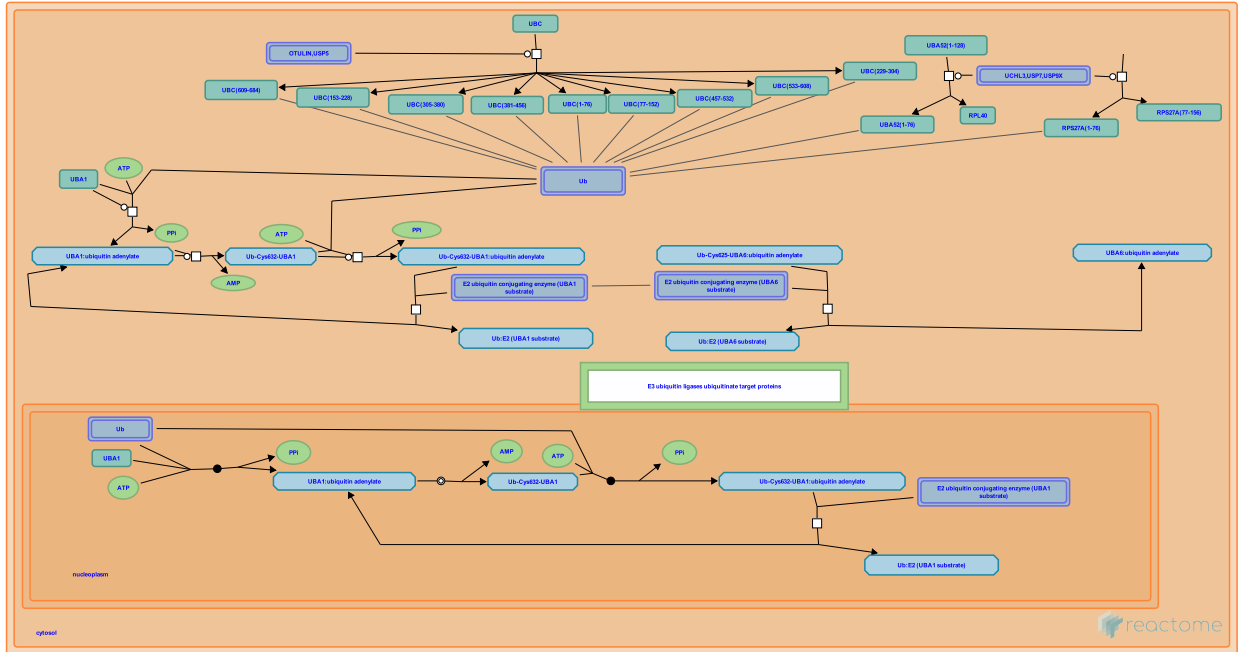 UBC
OTULIN,USP5
UBA52(1-128)
UBC(229-304)
UCHL3,USP7,USP9X
UBC(609-684)
UBC(153-228)
UBC(305-380)
UBC(381-456)
UBC(1-76)
UBC(77-152)
UBC(457-532)
UBC(533-608)
UBA52(1-76)
RPL40
RPS27A(1-76)
RPS27A(77-156)
ATP
UBA1
Ub
PPi
ATP
PPi
UBA1:ubiquitin adenylate
Ub-Cys632-UBA1
Ub-Cys632-UBA1:ubiquitin adenylate
Ub-Cys625-UBA6:ubiquitin adenylate
UBA6:ubiquitin adenylate
AMP
E2 ubiquitin conjugating enzyme (UBA1
substrate)
E2 ubiquitin conjugating enzyme (UBA6
substrate)
Ub:E2 (UBA1 substrate)
Ub:E2 (UBA6 substrate)
E3 ubiquitin ligases ubiquitinate target proteins
Ub
UBA1
ATP
PPi
AMP
ATP
PPi
UBA1:ubiquitin adenylate
Ub-Cys632-UBA1
Ub-Cys632-UBA1:ubiquitin adenylate
E2 ubiquitin conjugating enzyme (UBA1
substrate)
Ub:E2 (UBA1 substrate)
nucleoplasm
cytosol
reactome